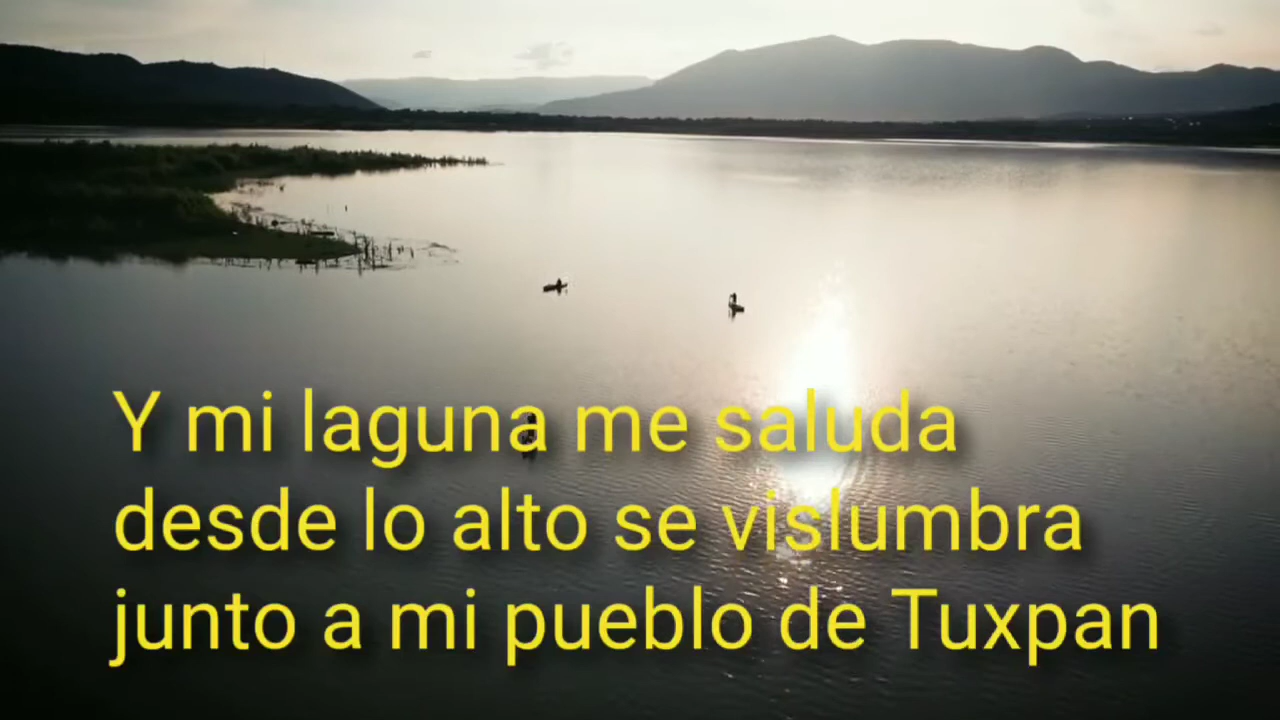 Y mi laguna me saluda
desde lo alto se vislumbra
junto a mi pueblo de Tuxpan